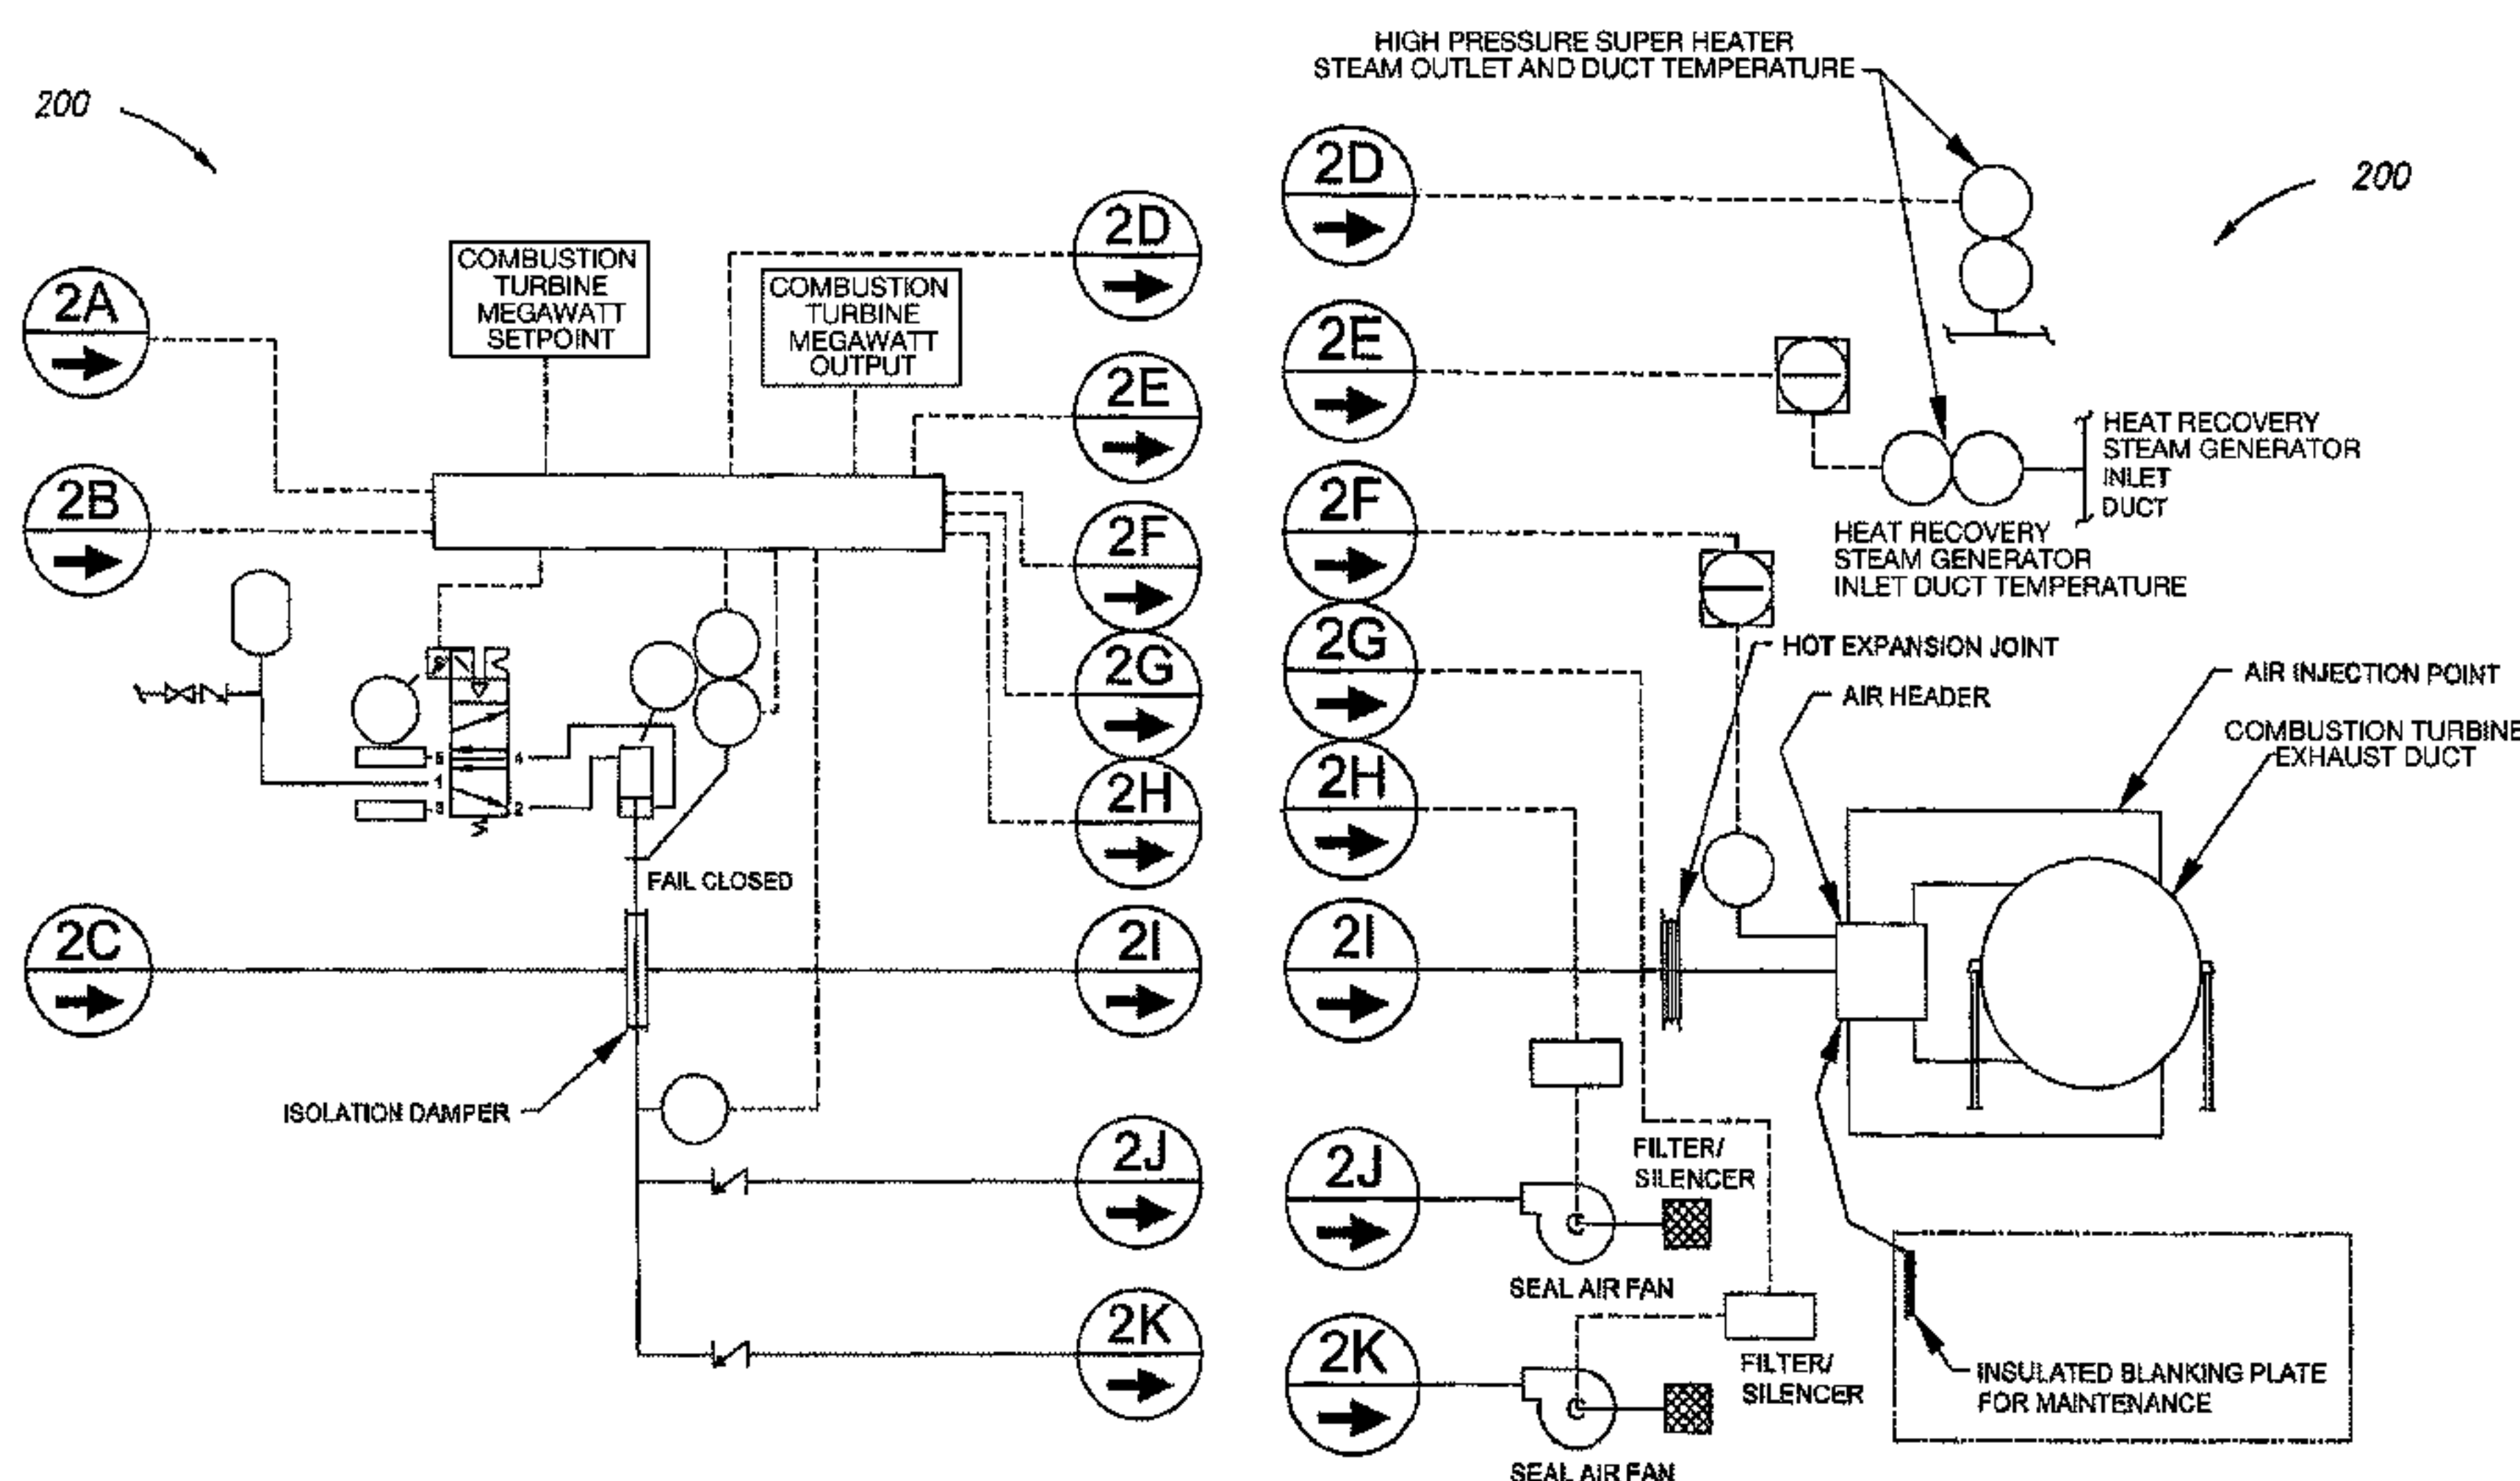 200
2A
2B
2C
COMBUSTION
TURBINE
MEGAWATT
SETPOINT
COMBUSTION
TURBINE
MEGAWATT
OUTPUT
2D
2E
2F
2G
2H
2I
2J
2K
5
4
1
3
2
FAIL CLOSED
ISOLATION DAMPER
HIGH PRESSURE SUPER HEATER
STEAM OUTLET AND DUCT TEMPERATURE
200
2D
2E
2F
2G
2H
2I
2J
2K
HEAT RECOVERY
STEAM GENERATOR
INLET
DUCT
HEAT RECOVERY
STEAM GENERATOR
INLET DUCT TEMPERATURE
HOT EXPANSION JOINT
AIR HEADER
AIR INJECTION POINT
COMBUSTION TURBINE
EXHAUST DUCT
FILTER/
SILENCER
SEAL AIR FAN
FILTER/
SILENCER
SEAL AIR FAN
INSULATED BLANKING PLATE
FOR MAINTENANCE